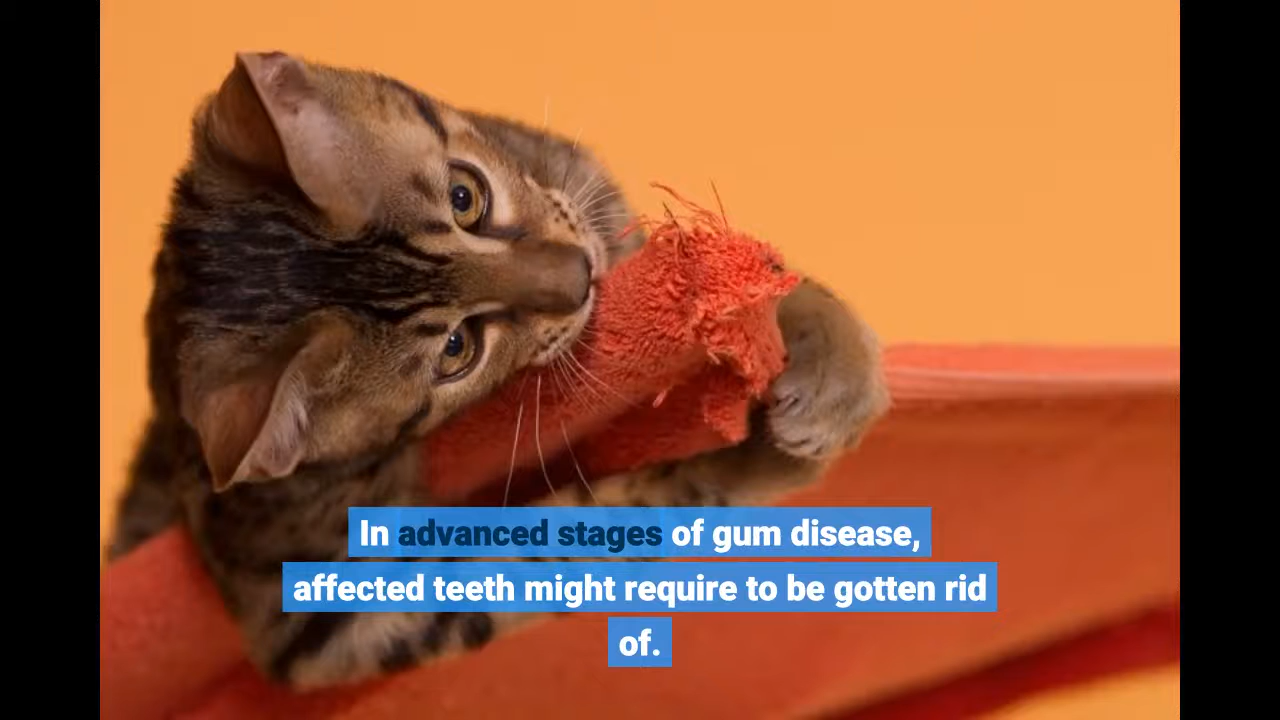 In advanced stages of gum disease,
affected teeth might require to be gotten rid
of.